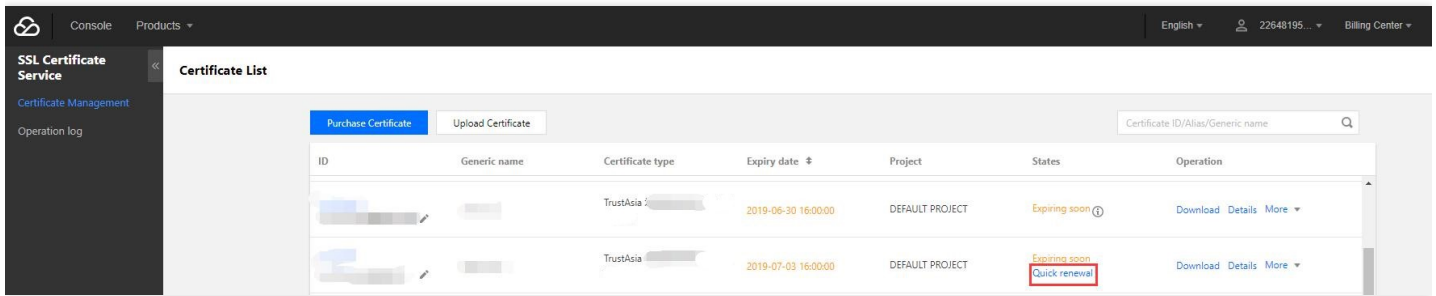 Console Products English 22648195... Billing Center
SSL Certificate
Service
Certificate Management
Operation log
Certificate List
Purchase Certificate Upload Certificate Certificate ID/Alias/Generic name
ID Generic name Certificate type Expiry date Project States Operation
TrustAsia 2019-06-30 16:00:00 DEFAULT PROJECT Expiring soon Download Details More
TrustAsia 2019-07-03 16:00:00 DEFAULT PROJECT Expiring soon Download Details More
Quick renewal